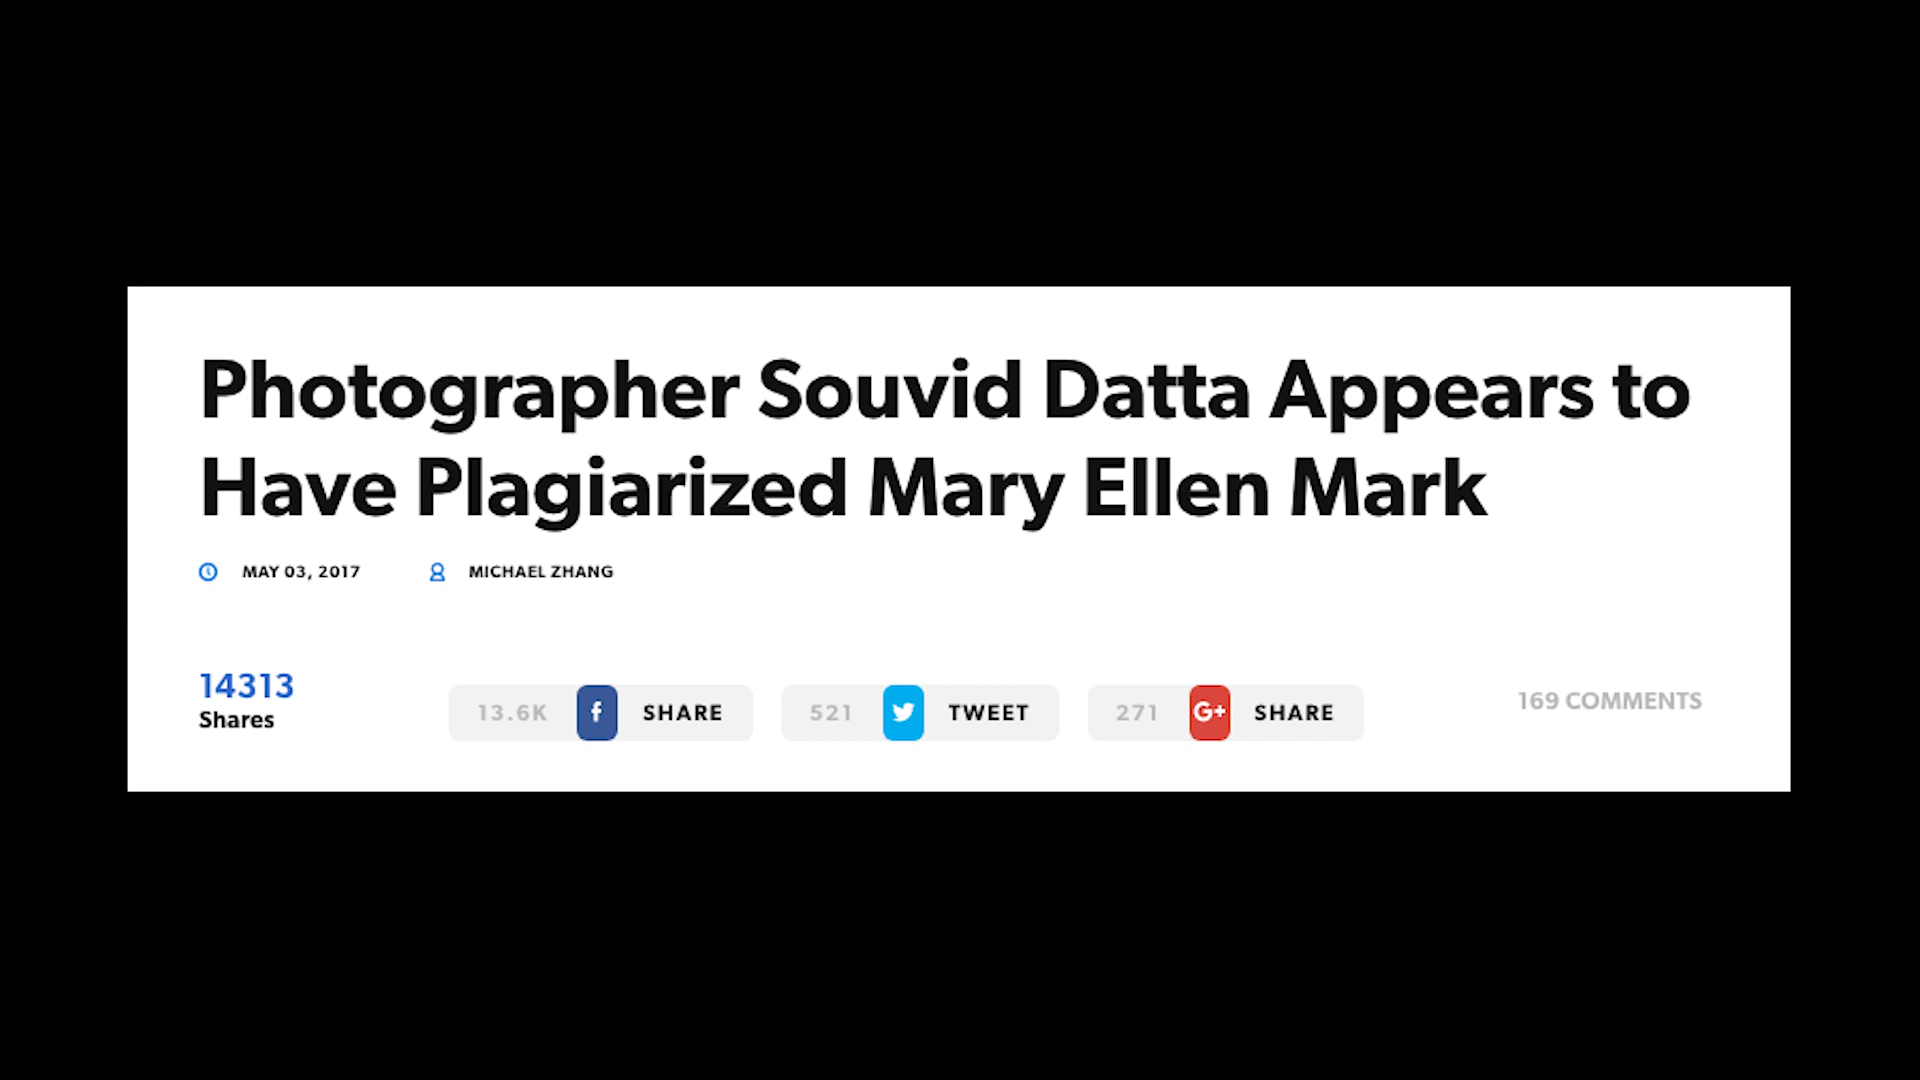 Photographer Souvid Datta Appears to
Have Plagiarized Mary Ellen Mark
MAY 03, 2017 MICHAEL ZHANG
14313
Shares
13.6K f SHARE 521 TWEET 271 G+ SHARE
169 COMMENTS